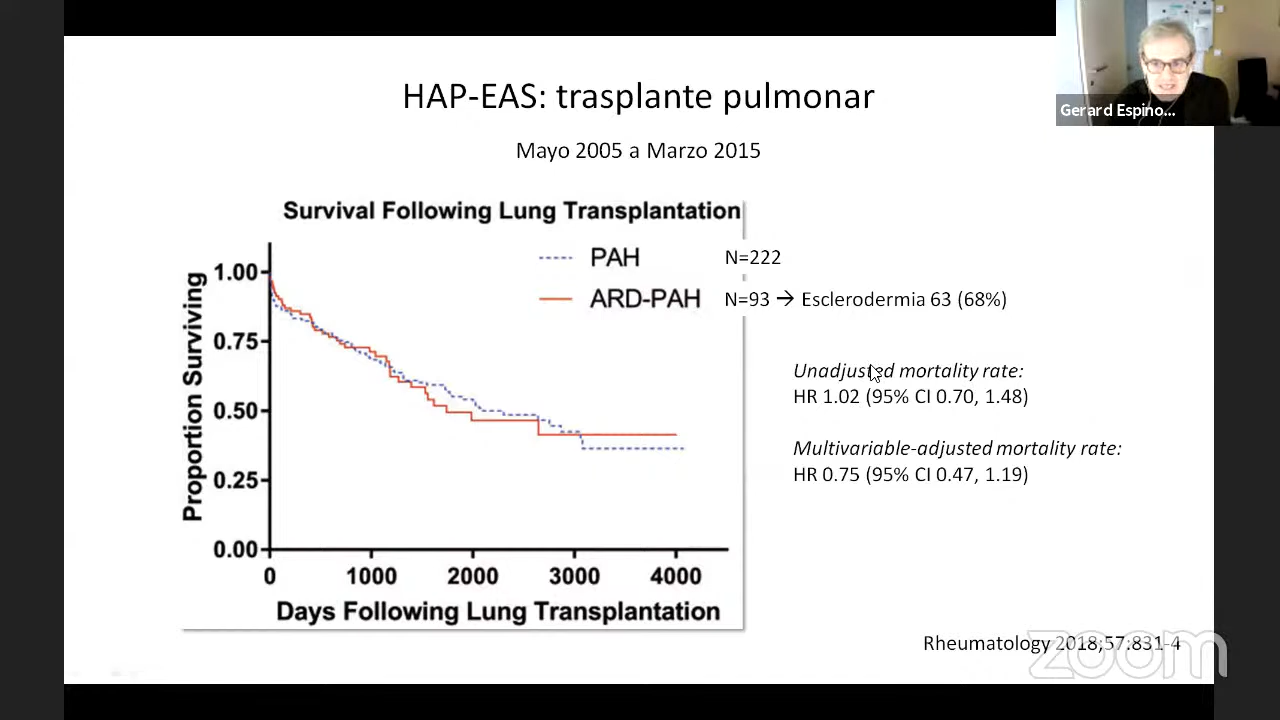 HAP-EAS: trasplante pulmonar
Gerard Espino...
Mayo 2005 a Marzo 2015
Survival Following Lung Transplantation
PAH N=222
ARD-PAH N=93 → Esclerodermia 63 (68%)
Proportion Surviving
1.00
0.75
0.50
0.25
0.00
0 1000 2000 3000 4000
Days Following Lung Transplantation
Unadjusted mortality rate:
HR 1.02 (95% CI 0.70, 1.48)
Multivariable-adjusted mortality rate:
HR 0.75 (95% CI 0.47, 1.19)
Rheumatology 2018;57:831-4
zoom